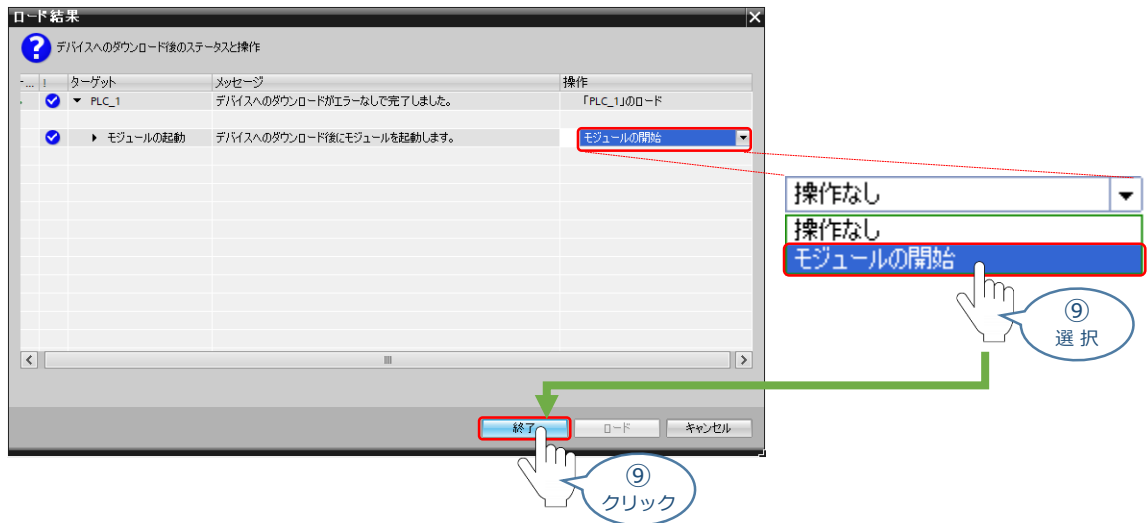 ロード結果
デバイスへのダウンロード後のステータスと操作
-... ! ターゲット メッセージ 操作
▼ PLC_1 デバイスへのダウンロードがエラーなしで完了しました。 「PLC_1」のロード
▶ モジュールの起動 デバイスへのダウンロード後にモジュールを起動します。 モジュールの開始
操作なし
操作なし
モジュールの開始
⑨
選択
終了 ロード キャンセル
⑨
クリック